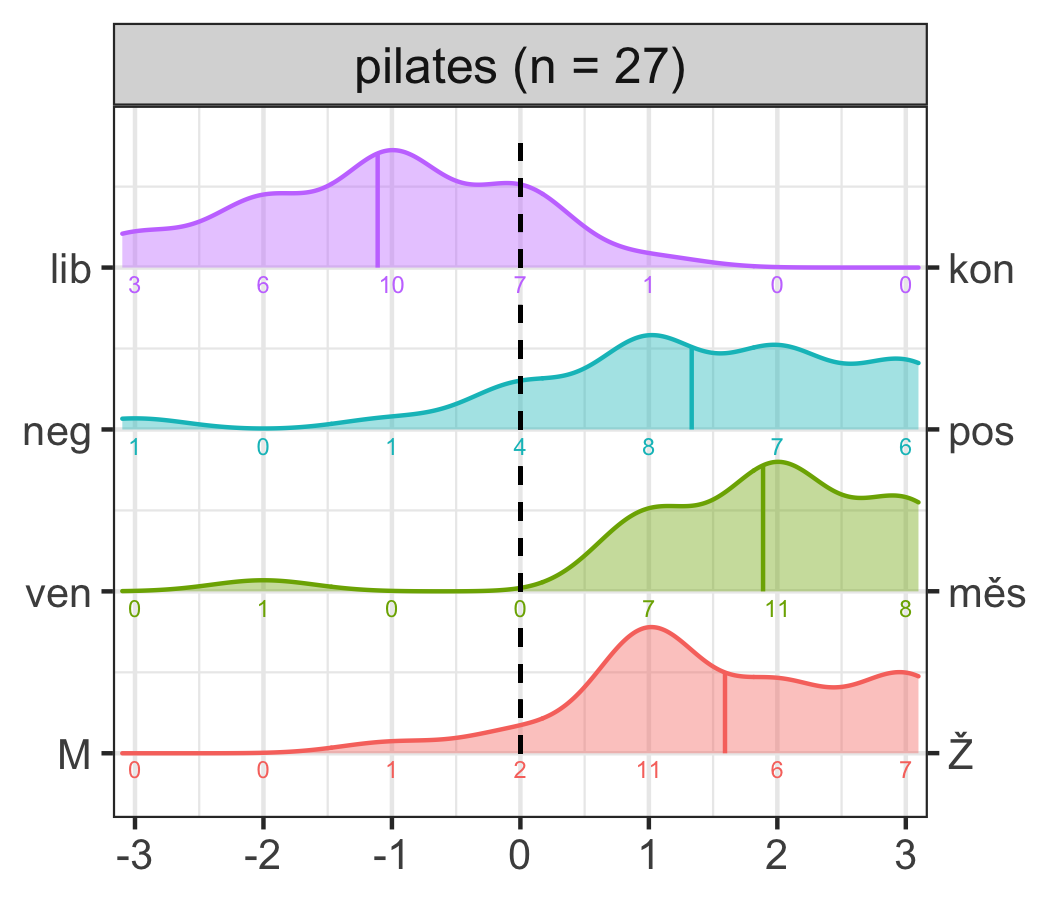 pilates (n = 27)
lib kon
3 6 10 7 1 0 0
neg pos
1 0 1 4 8 7 6
ven měs
0 1 0 0 7 11 8
M Ž
0 0 1 2 11 6 7
-3 -2 -1 0 1 2 3